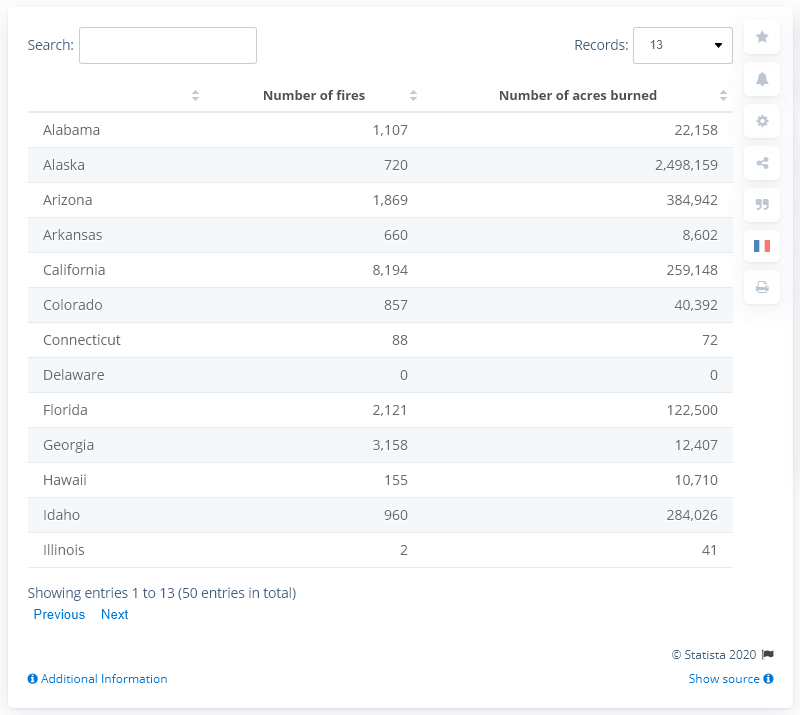 Search: Records: 13
Number of fires Number of acres burned
Alabama 1,107 22,158
Alaska 720 2,498,159
Arizona 1,869 384,942
Arkansas 660 8,602
California 8,194 259,148
Colorado 857 40,392
Connecticut 88 72
Delaware 0 0
Florida 2,121 122,500
Georgia 3,158 12,407
Hawaii 155 10,710
Idaho 960 284,026
Illinois 2 41
Showing entries 1 to 13 (50 entries in total)
Previous Next
© Statista 2020
Additional Information Show source